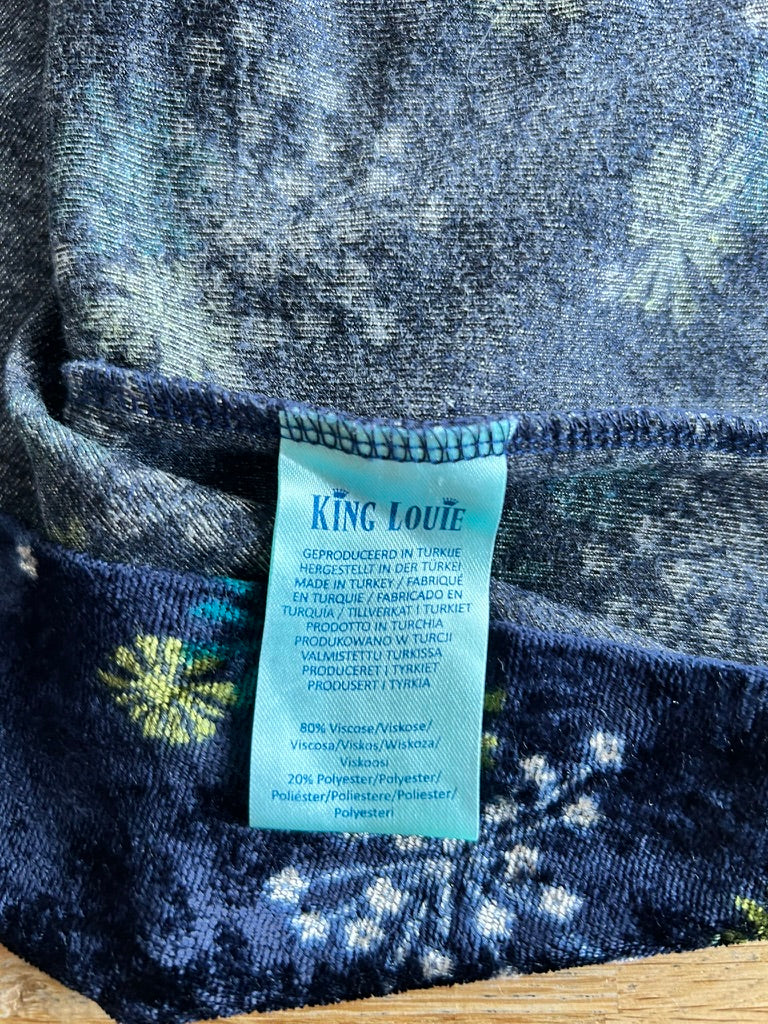 KING LOUIE
GEPRODUCEERD IN TURKIJE
HERGESTELLT IN DER TÜRKEI
MADE IN TURKEY / FABRIQUÉ
EN TURQUIE / FABRICADO EN
TURQUÍA / TILLVERKAT I TURKIET
PRODOTTO IN TURCHIA
PRODUKOWANO W TURCJI
VALMISTETTU TURKISSA
PRODUCERET I TYRKIET
PRODUSERT I TYRKIA
80% Viscose/Viskose/
Viscosa/Viskos/Wiskoza/
Viskoosi
20% Polyester/Polyester/
Poliéster/Poliestere/Poliester/
Polyesteri